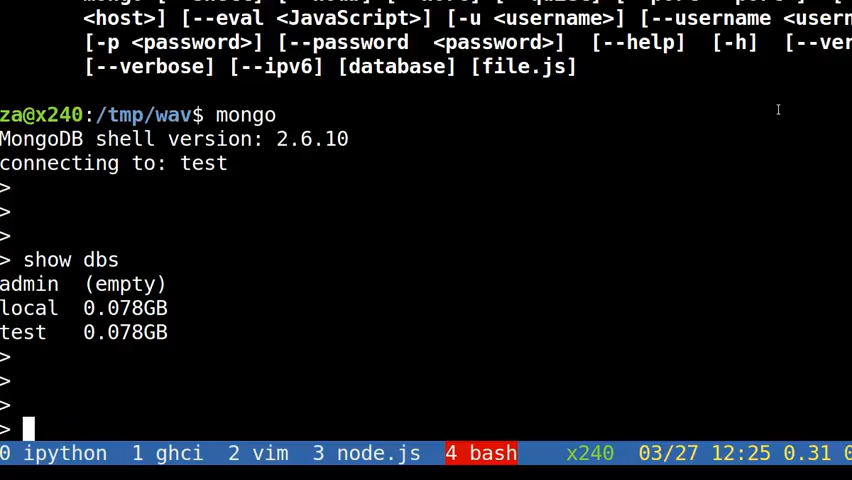 <host>] [--eval <JavaScript>] [-u <username>] [--username <usern
[-p <password>] [--password  <password>]  [--help]  [-h]  [--ver
[--verbose] [--ipv6] [database] [file.js]
za@x240:/tmp/wav$ mongo
MongoDB shell version: 2.6.10
connecting to: test
>
>
>
> show dbs
admin  (empty)
local  0.078GB
test   0.078GB
>
>
>
>
0 ipython  1 ghci  2 vim  3 node.js  4 bash  x240  03/27 12:25 0.31 0